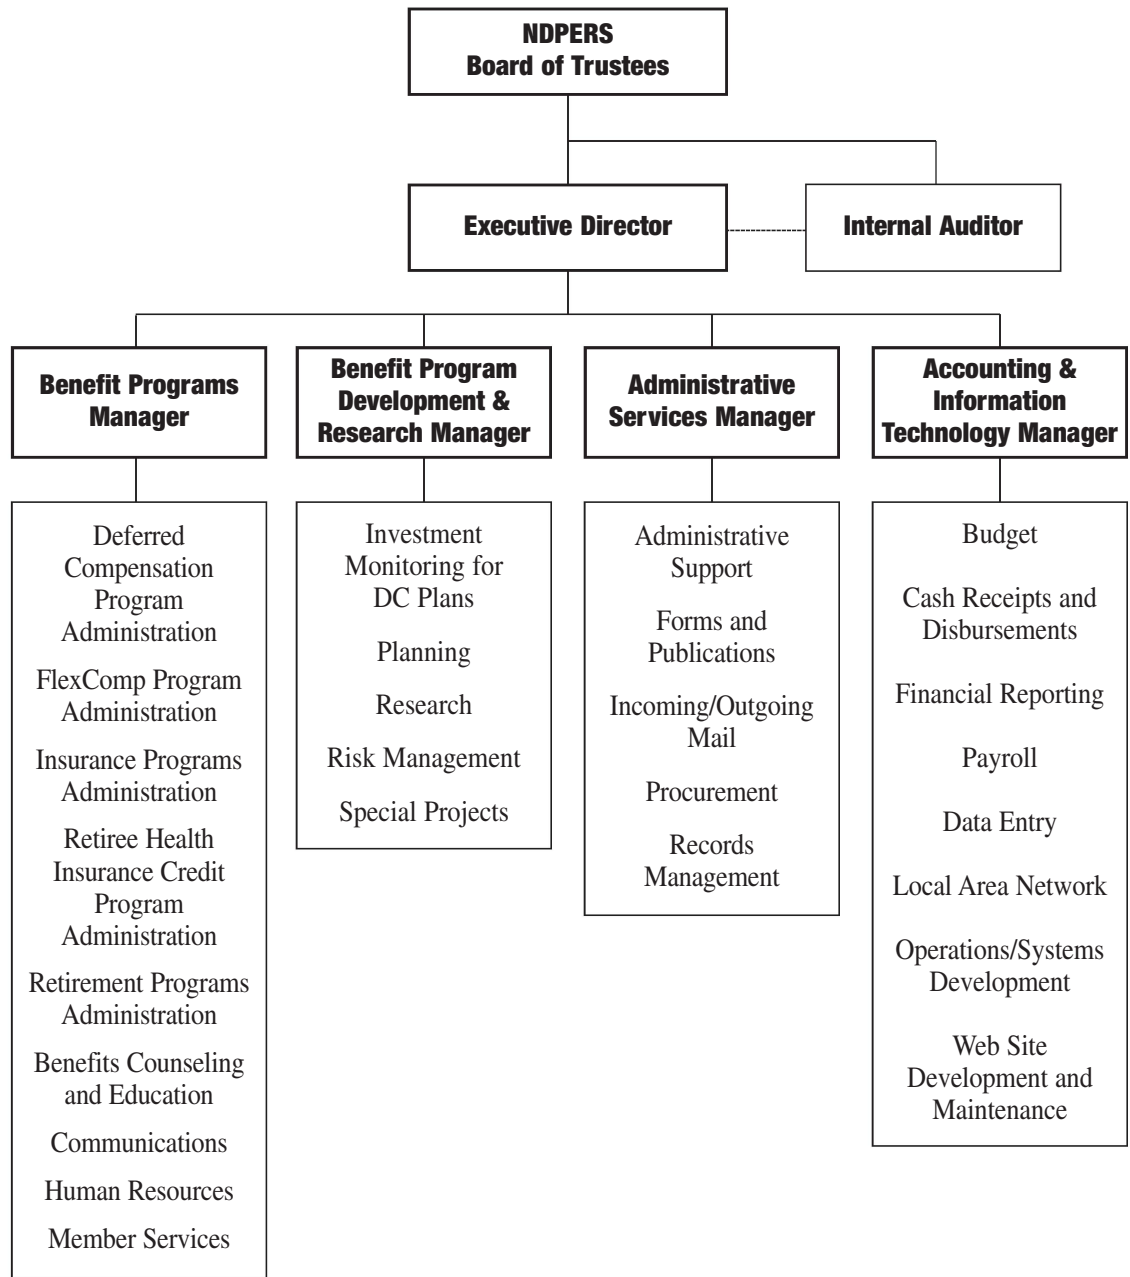 NDPERS
Board of Trustees
Executive Director
Internal Auditor
Benefit Programs
Manager
Benefit Program
Development &
Research Manager
Administrative
Services Manager
Accounting &
Information
Technology Manager
Deferred
Compensation
Program
Administration
FlexComp Program
Administration
Insurance Programs
Administration
Retiree Health
Insurance Credit
Program
Administration
Retirement Programs
Administration
Benefits Counseling
and Education
Communications
Human Resources
Member Services
Investment
Monitoring for
DC Plans
Planning
Research
Risk Management
Special Projects
Administrative
Support
Forms and
Publications
Incoming/Outgoing
Mail
Procurement
Records
Management
Budget
Cash Receipts and
Disbursements
Financial Reporting
Payroll
Data Entry
Local Area Network
Operations/Systems
Development
Web Site
Development and
Maintenance